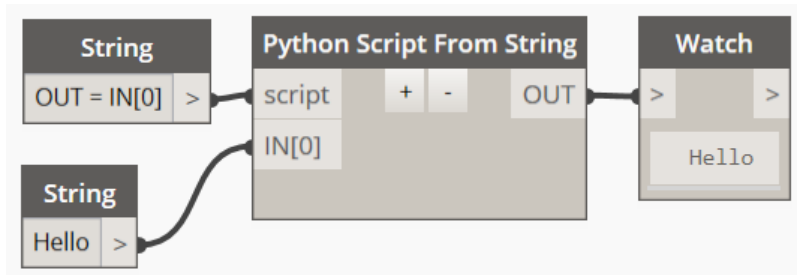 String
OUT = IN[0] >
Python Script From String
script + - OUT
IN[0]
Watch
> >
Hello
String
Hello >